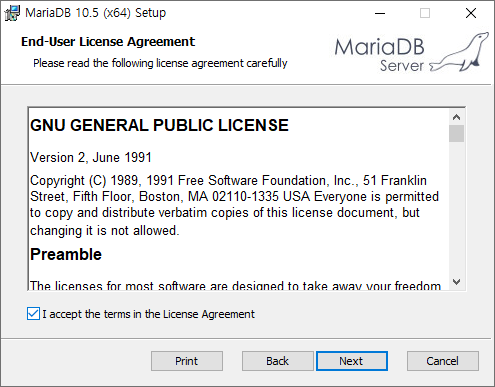 MariaDB 10.5 (x64) Setup
End-User License Agreement
Please read the following license agreement carefully
MariaDB
Server
GNU GENERAL PUBLIC LICENSE
Version 2, June 1991
Copyright (C) 1989, 1991 Free Software Foundation, Inc., 51 Franklin
Street, Fifth Floor, Boston, MA 02110-1335 USA Everyone is permitted
to copy and distribute verbatim copies of this license document, but
changing it is not allowed.
Preamble
The licenses for most software are designed to take away your freedom
I accept the terms in the License Agreement
Print
Back
Next
Cancel